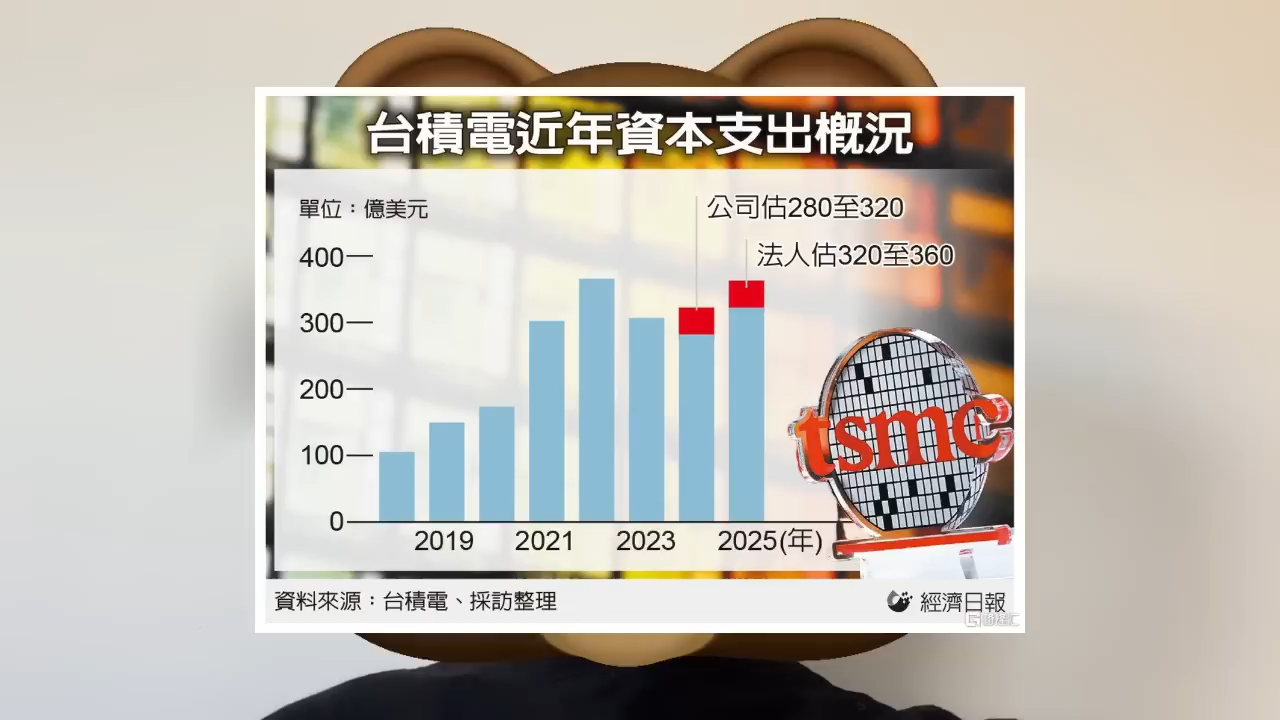 台積電近年資本支出概況
單位：億美元
公司估280至320
法人估320至360
400
300
200
100
0
2019 2021 2023 2025(年)
tsmc
資料來源：台積電、採訪整理
經濟日報